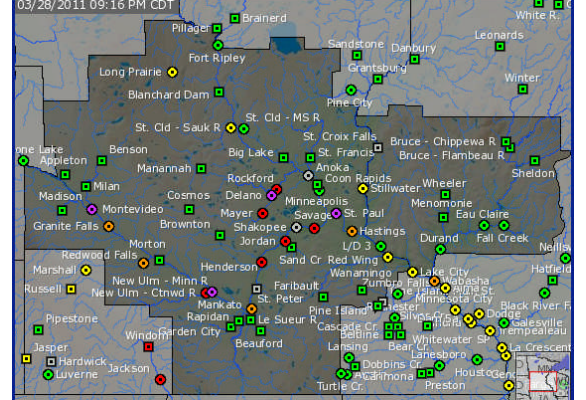 03/28/2011 09:16 PM CDT
Brainerd
White R.
Pillager
Leonards
Sandstone
Danbury
Fort Ripley
Long Prairie
Grantsburg
Winter
Blanchard Dam
Pine City
St. Cld - MS R
St. Cld - Sauk R
St. Croix Falls
Bruce - Chippewa R
Big Lake
St. Francis
Bruce - Flambeau R
one Lake
Benson
Appleton
Manannah
Anoka
Sheldon
Rockford
Coon Rapids
Milan
Stillwater
Wheeler
Madison
Cosmos
Delano
Minneapolis
Menomonie
Montevideo
Mayer
Savage
St. Paul
Eau Claire
Granite Falls
Brownton
Shakopee
Hastings
Fall Creek
Jordan
Morton
L/D 3
Durand
Redwood Falls
Sand Cr
Red Wing
Neills
Marshall
Henderson
Wanamingo
Lake City
Hatfield
New Ulm - Minn R
Wabasha
Russell
New Ulm - Ctnwd R
Faribault
Zumbro Falls
St. Peter
Minnesota City
Black River Fa
Mankato
Pine Island
Pipestone
Rapidan
Le Sueur R
Dodge
Galesville
Garden City
Cascade Cr
Trempealeau
Windom
Beauford
Whitewater SP
Jasper
Lansing
Bear Cr
La Crescent
Hardwick
Lanesboro
Dobbins Cr
Luverne
Jackson
Turtle Cr
Preston
MN